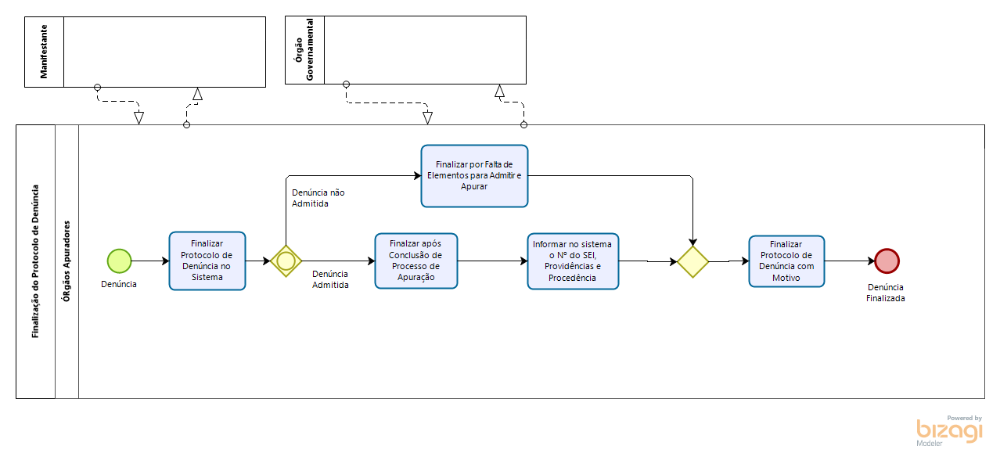 Manifestante
Órgão
Governamental
Finalização do Protocolo de Denúncia
ÓRgãos Apuradores
Denúncia
Finalizar
Protocolo de
Denúncia no
Sistema
Denúncia não
Admitida
Finalizar por Falta de
Elementos para Admitir e
Apurar
Denúncia
Admitida
Finalzar após
Conclusão de
Processo de
Apuração
Informar no sistema
o Nº do SEI,
Providências e
Procedência
Finalizar
Protocolo de
Denúncia com
Motivo
Denúncia
Finalizada
Powered by
bizagi
Modeler